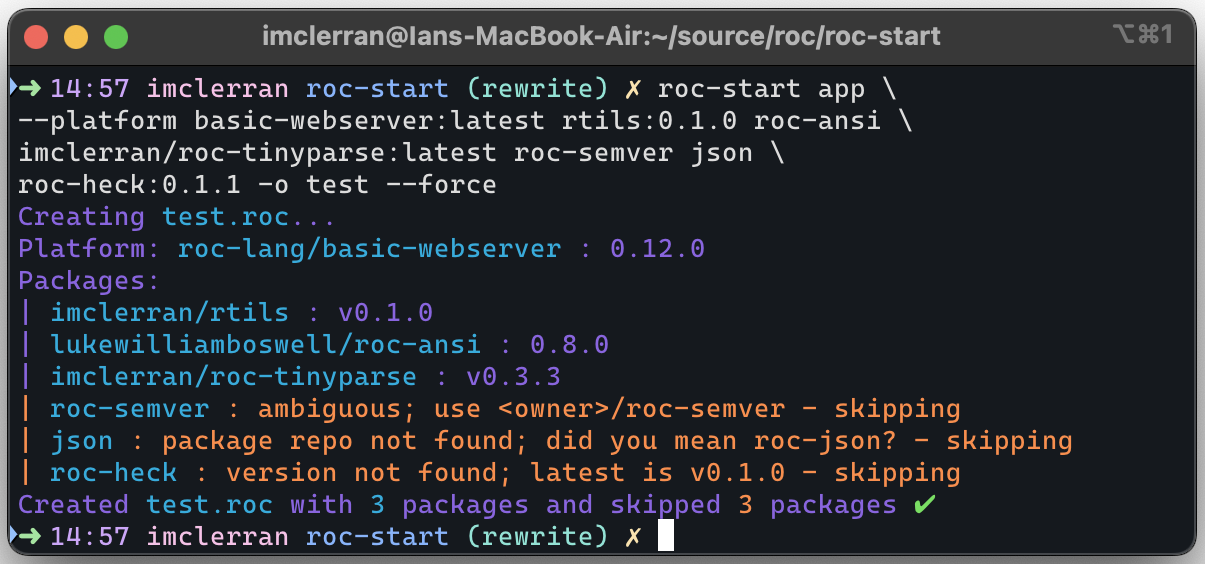 imclerran@Ians-MacBook-Air:~/source/roc/roc-start ⌥⌘1
➜ 14:57 imclerran roc-start (rewrite) ✗ roc-start app \
--platform basic-webserver:latest rtils:0.1.0 roc-ansi \
imclerran/roc-tinyparse:latest roc-semver json \
roc-heck:0.1.1 -o test --force
Creating test.roc...
Platform: roc-lang/basic-webserver : 0.12.0
Packages:
| imclerran/rtils : v0.1.0
| lukewilliamboswell/roc-ansi : 0.8.0
| imclerran/roc-tinyparse : v0.3.3
| roc-semver : ambiguous; use <owner>/roc-semver - skipping
| json : package repo not found; did you mean roc-json? - skipping
| roc-heck : version not found; latest is v0.1.0 - skipping
Created test.roc with 3 packages and skipped 3 packages ✔
➜ 14:57 imclerran roc-start (rewrite) ✗